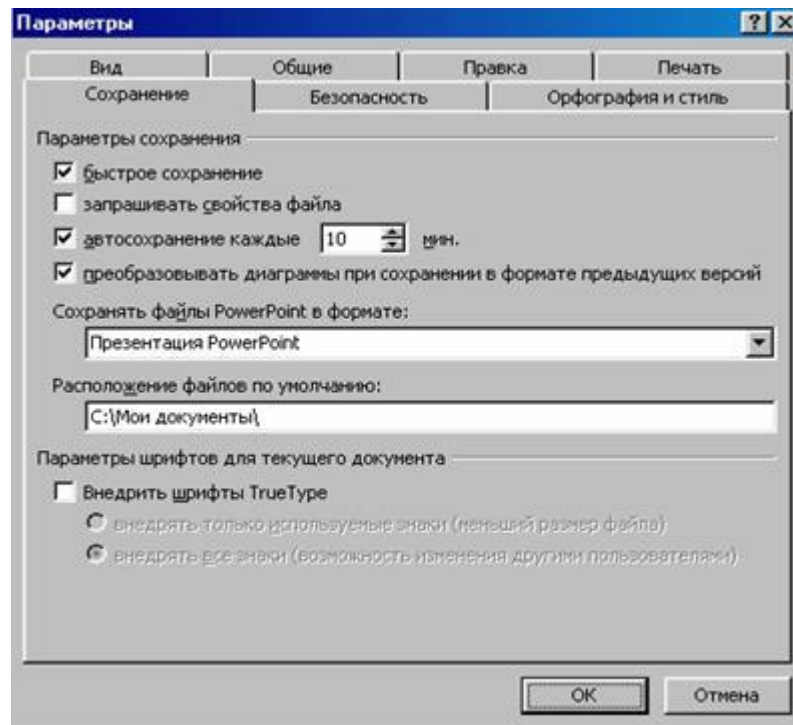 Параметры
Вид Общие Правка Печать
Сохранение Безопасность Орфография и стиль
Параметры сохранения
быстрое сохранение
запрашивать свойства файла
автосохранение каждые 10 мин.
преобразовывать диаграммы при сохранении в формате предыдущих версий
Сохранять файлы PowerPoint в формате:
Презентация PowerPoint
Расположение файлов по умолчанию:
C:\Мои документы\
Параметры шрифтов для текущего документа
Внедрить шрифты TrueType
внедрять только используемые знаки (меньший размер файла)
внедрять все знаки (возможность изменения другими пользователями)
OK Отмена